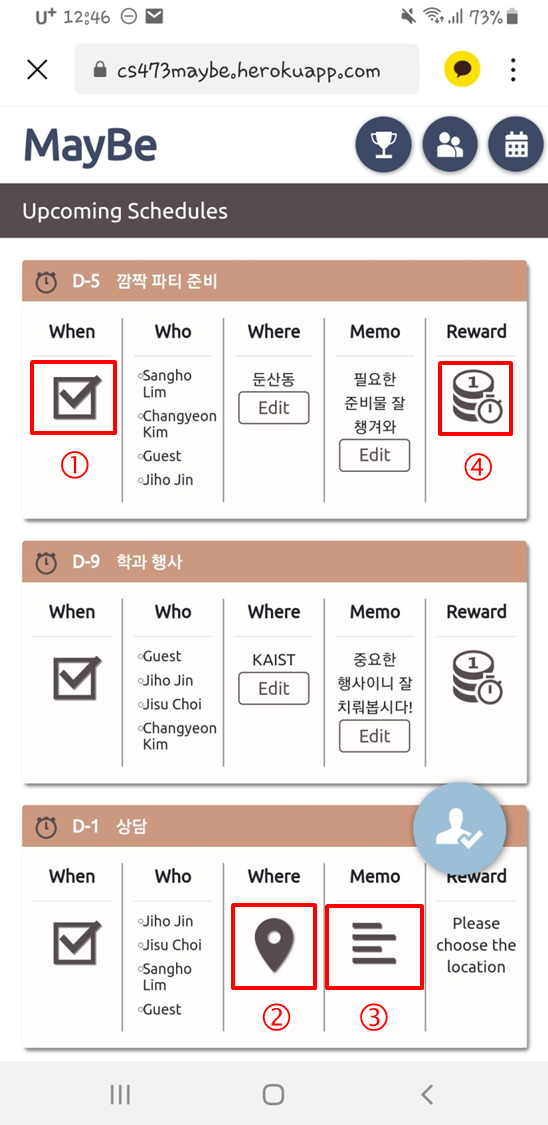 U+ 12:46 73%
cs473maybe.herokuapp.com
MayBe
Upcoming Schedules
D-5 깜짝 파티 준비
When Who Where Memo Reward
Sangho
Lim
Changyeon
Kim
Guest
Jiho Jin
둔산동
Edit
필요한
준비물 잘
챙겨와
Edit
1
①
④
D-9 학과 행사
When Who Where Memo Reward
Guest
Jiho Jin
Jisu Choi
Changyeon
Kim
KAIST
Edit
중요한
행사이니 잘
치뤄봅시다!
Edit
1
D-1 상담
When Who Where Memo Reward
Jiho Jin
Jisu Choi
Sangho
Lim
Guest
②
③
Please
choose the
location